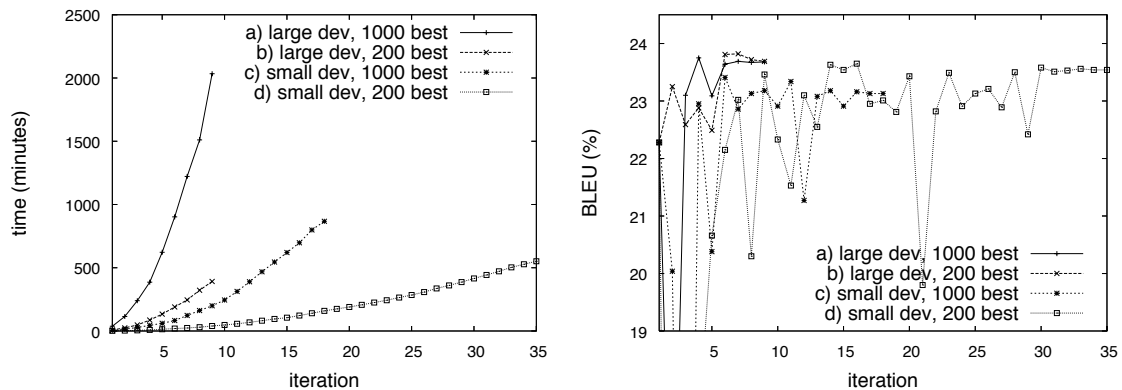 2500
2000
1500
1000
500
0
time (minutes)
a) large dev, 1000 best
b) large dev, 200 best
c) small dev, 1000 best
d) small dev, 200 best
5 10 15 20 25 30 35
iteration
24
23
22
21
20
19
BLEU (%)
a) large dev, 1000 best
b) large dev, 200 best
c) small dev, 1000 best
d) small dev, 200 best
5 10 15 20 25 30 35
iteration